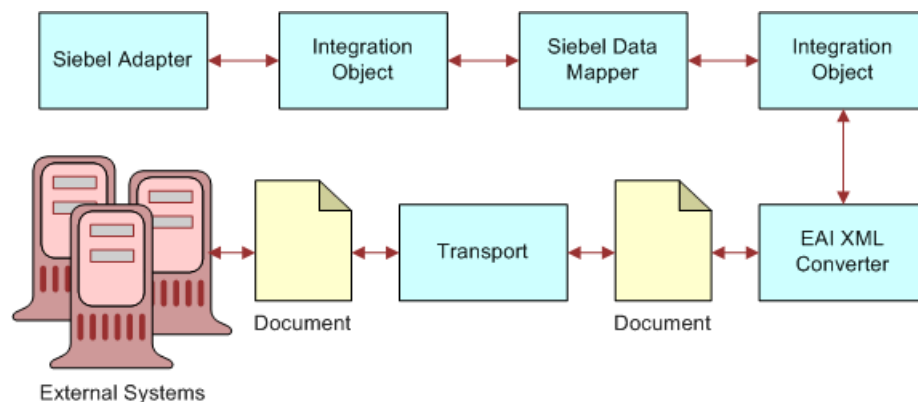 Siebel Adapter
Integration
Object
Siebel Data
Mapper
Integration
Object
Transport
EAI XML
Converter
Document
Document
External Systems